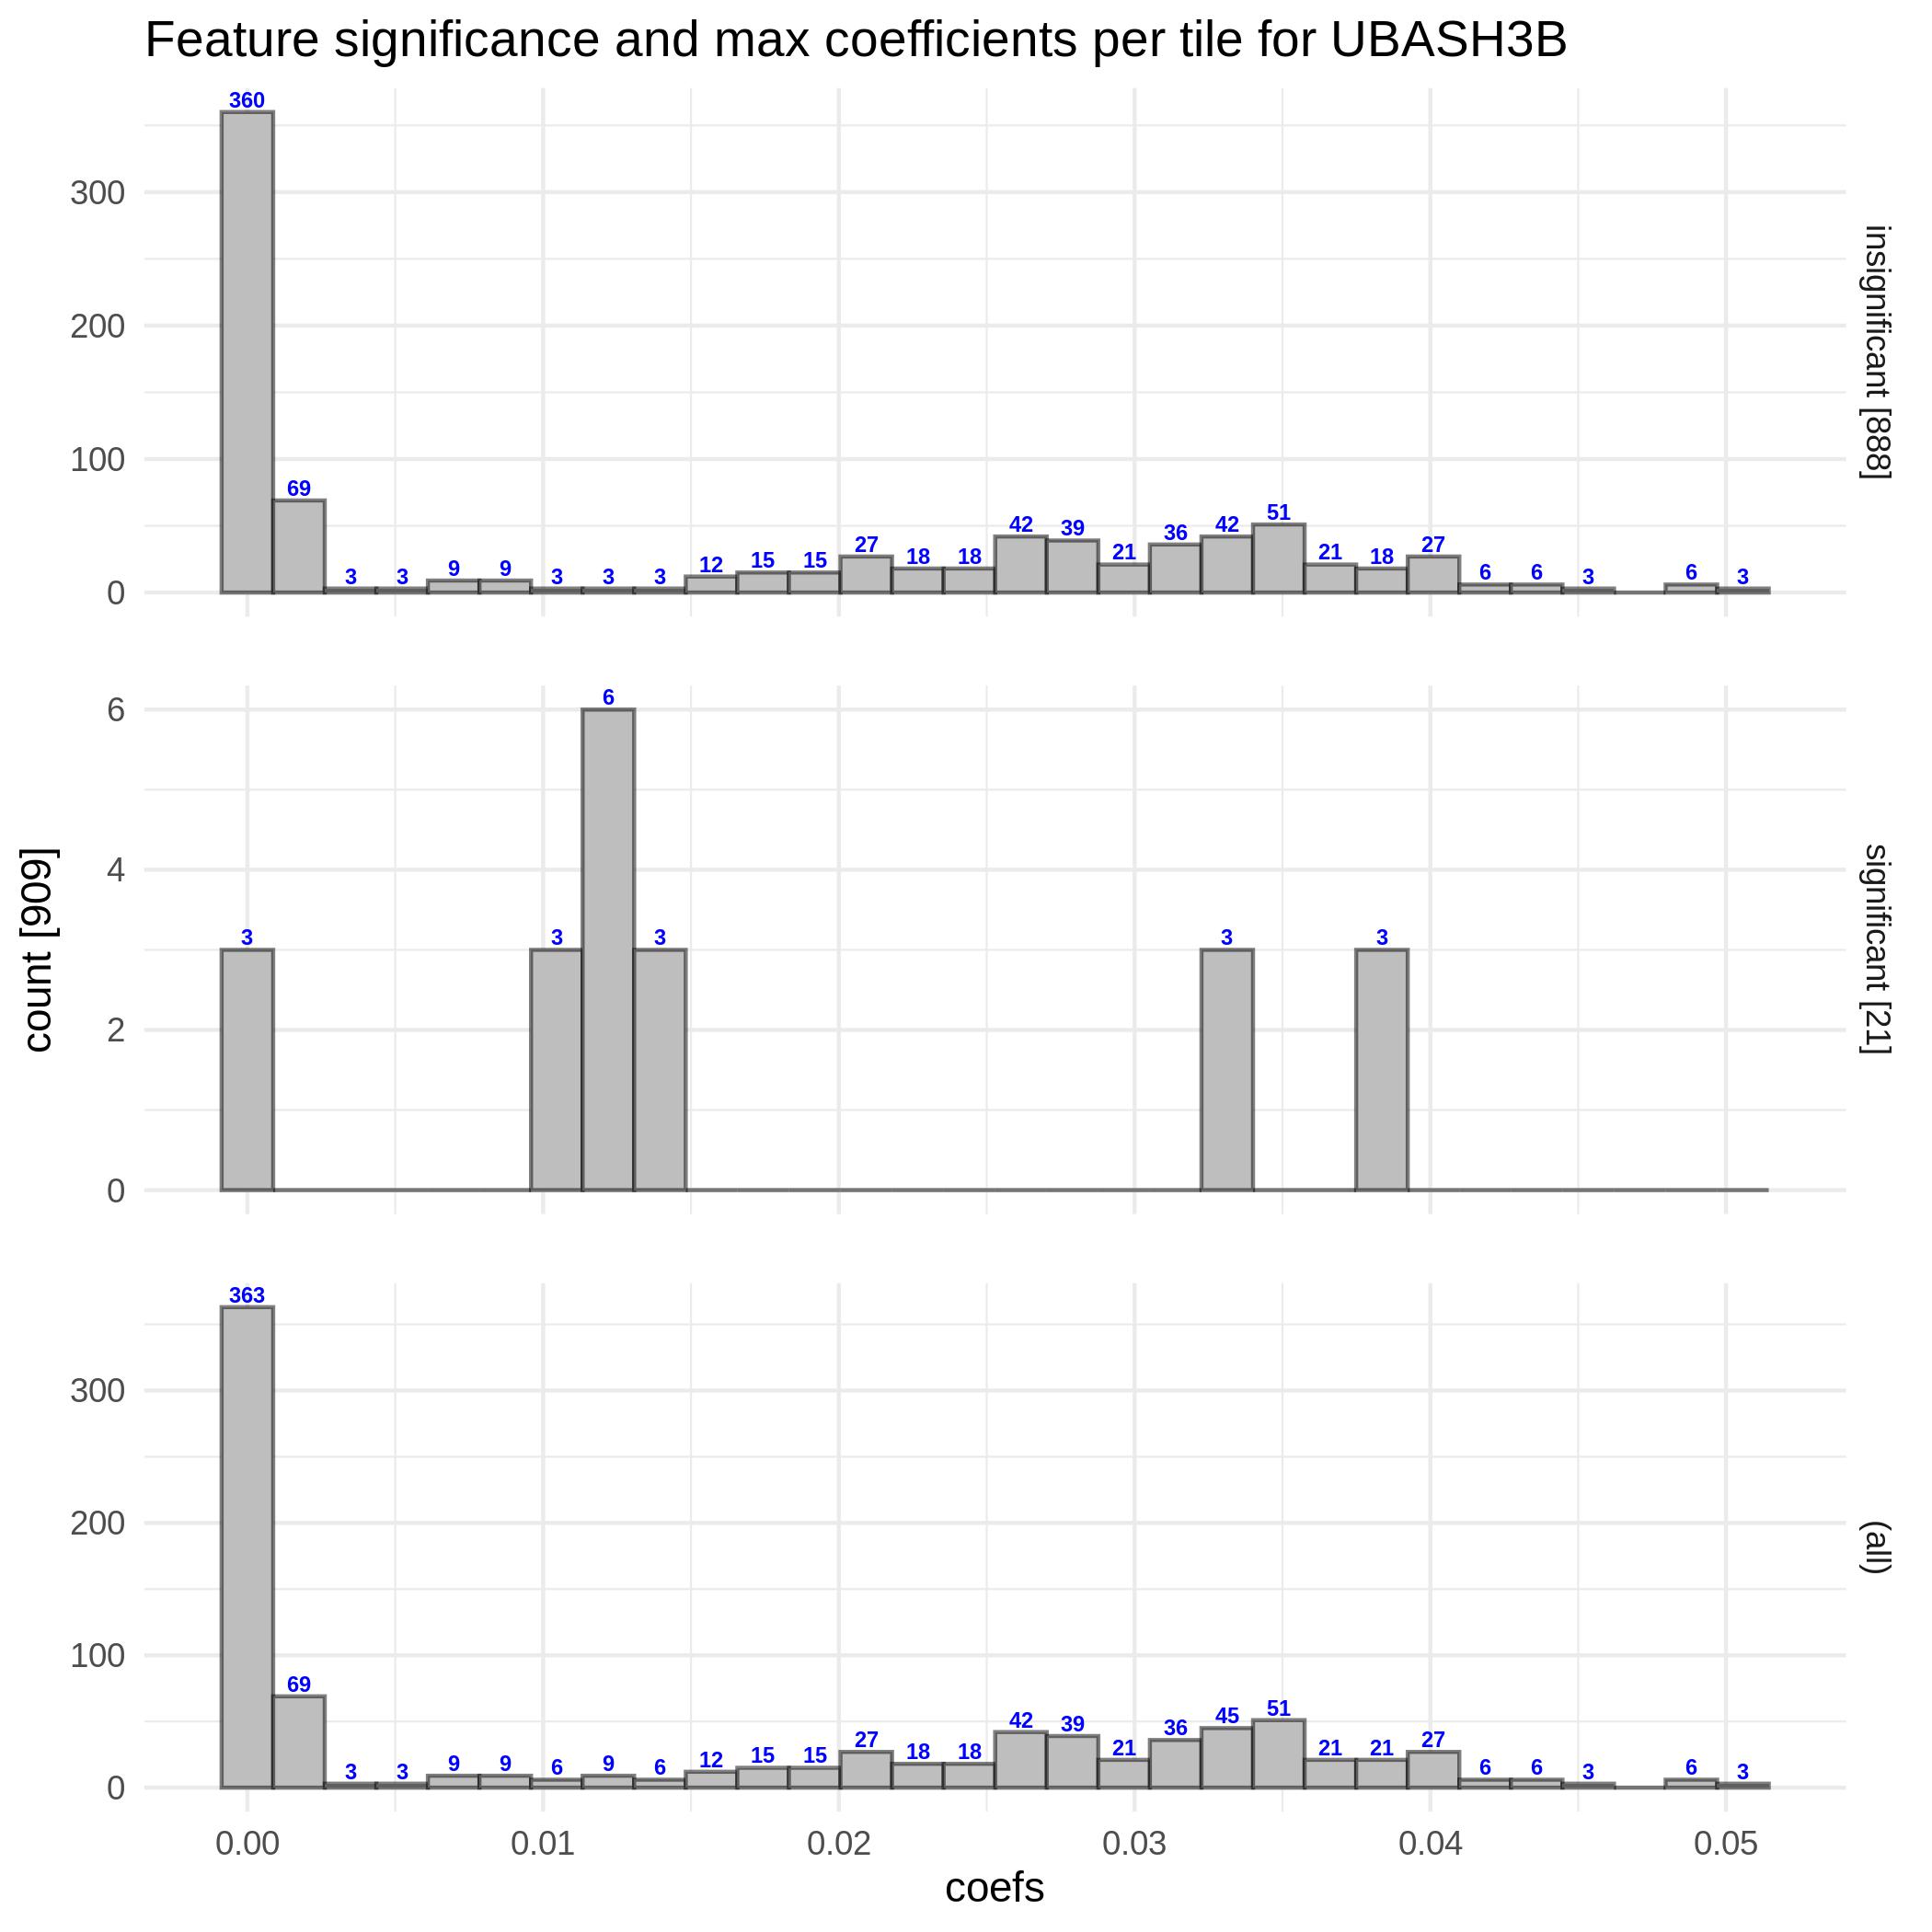 Feature significance and max coefficients per tile for UBASH3B
360
69
3 3 9 9 3 3 3 12 15 15 27 18 18 42 39 21 36 42 51 21 18 27 6 6 3 6 3
300
200
100
0
insignificant [888]
3 3 6 3 3 3
6
4
2
0
significant [21]
count [909]
363
69
3 3 9 9 6 9 6 12 15 15 27 18 18 42 39 21 36 45 51 21 21 27 6 6 3 6 3
300
200
100
0
(all)
0.00 0.01 0.02 0.03 0.04 0.05
coefs